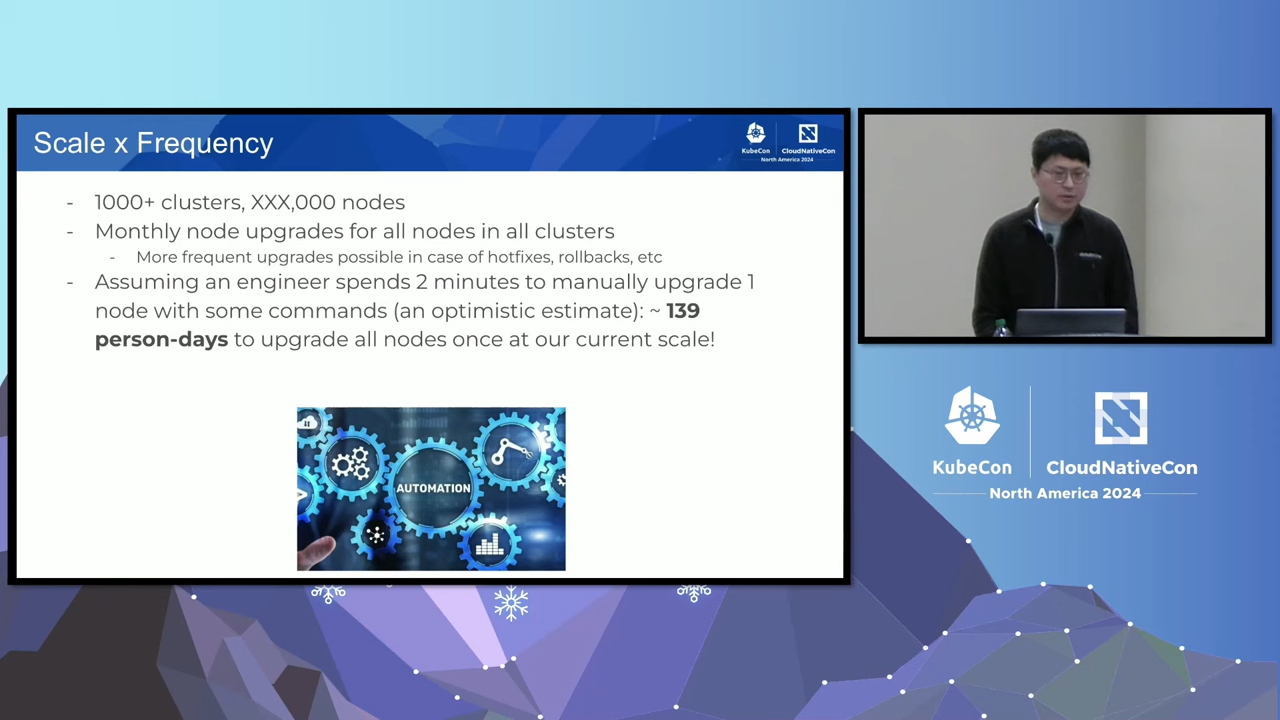 Scale x Frequency
KubeCon
CloudNativeCon
North America 2024
- 1000+ clusters, XXX,000 nodes
- Monthly node upgrades for all nodes in all clusters
- More frequent upgrades possible in case of hotfixes, rollbacks, etc
- Assuming an engineer spends 2 minutes to manually upgrade 1
node with some commands (an optimistic estimate): ~ 139
person-days to upgrade all nodes once at our current scale!
AUTOMATION
KubeCon
CloudNativeCon
North America 2024